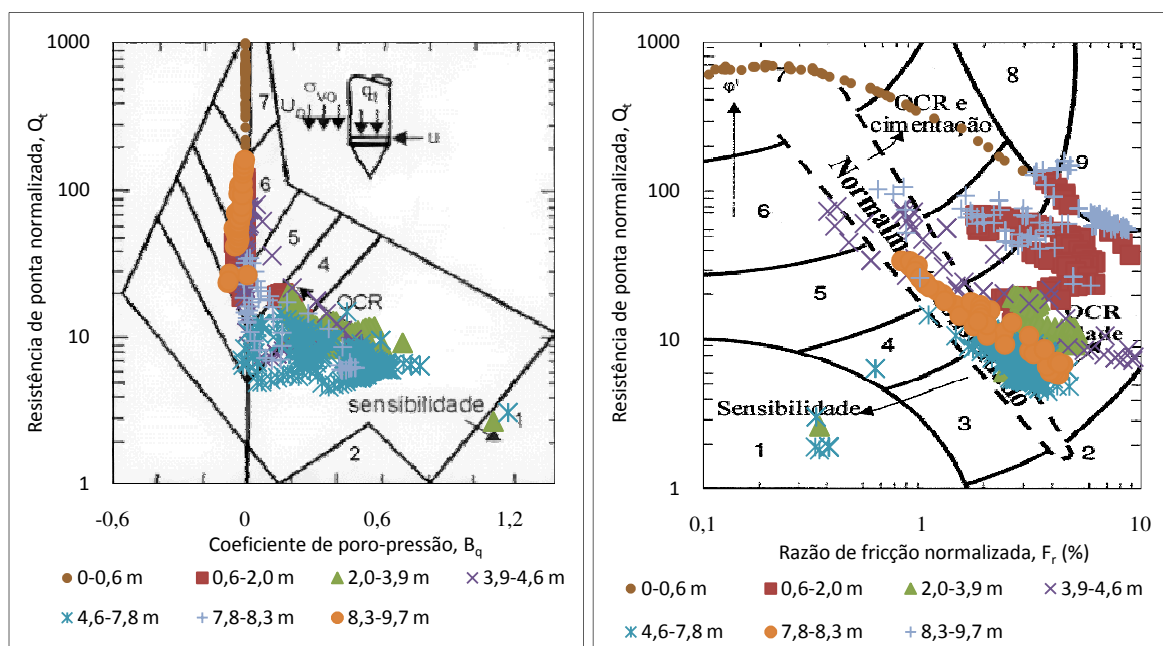 Resistência de ponta normalizada, Qt
1000
100
10
1
-0,6
0
0,6
1,2
Coeficiente de poro-pressão, Bq
7
6
5
4
2
1
OCR
sensibilidade
σvo
Uo
qt
u
0-0,6 m
0,6-2,0 m
2,0-3,9 m
3,9-4,6 m
4,6-7,8 m
7,8-8,3 m
8,3-9,7 m
Resistência de ponta normalizada, Qt
1000
100
10
1
0,1
1
10
Razão de fricção normalizada, Fr (%)
φ'
7
8
9
6
5
4
3
2
1
OCR e
cimentação
OCR
Sensibilidade
0-0,6 m
0,6-2,0 m
2,0-3,9 m
3,9-4,6 m
4,6-7,8 m
7,8-8,3 m
8,3-9,7 m